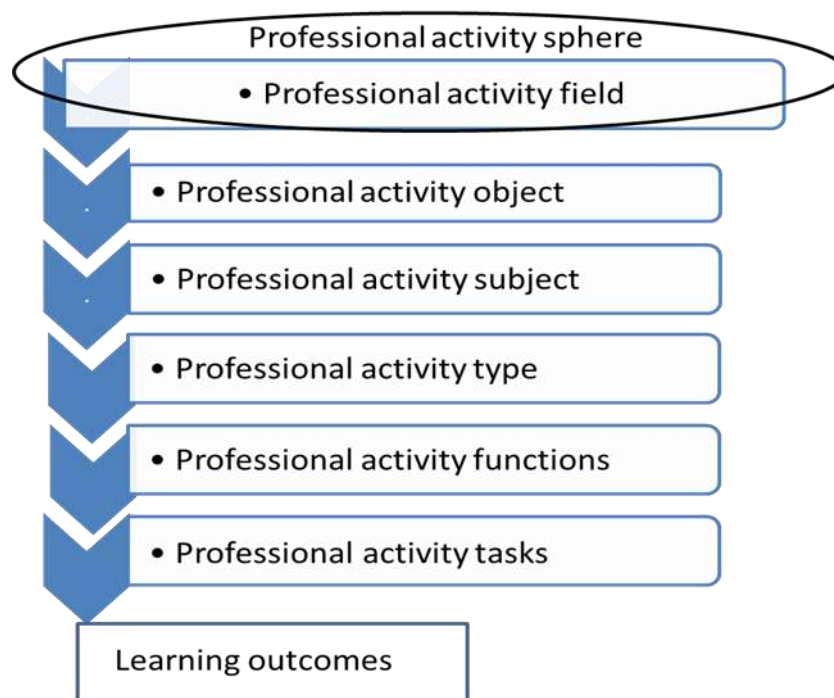 Professional activity sphere
• Professional activity field
• Professional activity object
• Professional activity subject
• Professional activity type
• Professional activity functions
• Professional activity tasks
Learning outcomes